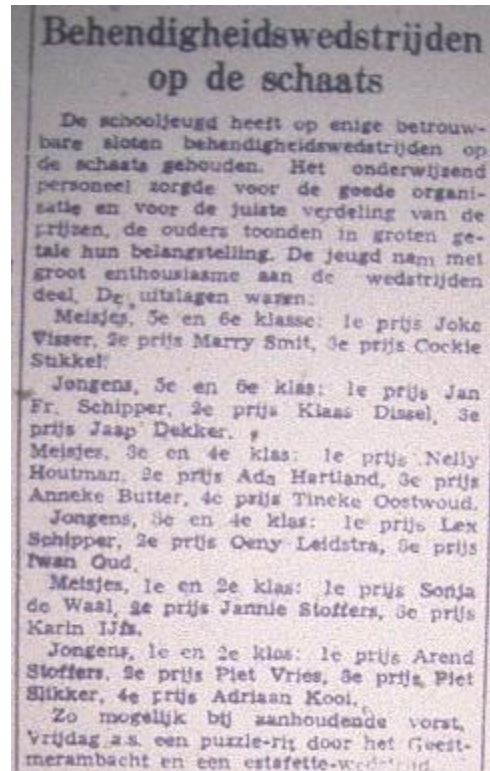 Behendigheidswedstrijden
op de schaats
De schooljeugd heeft op enige betrouw-
bare sloten behendigheidswedstrijden op
de schaats gehouden. Het onderwijzend
personeel zorgde voor de goede organi-
satie en voor de juiste verdeling van de
prijzen, de ouders toonden in groten ge-
tale hun belangstelling. De jeugd nam met
groot enthousiasme aan de wedstrijden
deel. De uitslagen waren:
Meisjes, 5e en 6e klasse: 1e prijs Joke
Visser, 2e prijs Marry Smit, 3e prijs Cockie
Stikkel.
Jongens, 5e en 6e klas: 1e prijs Jan
Fr. Schipper, 2e prijs Klaas Dissel, 3e
prijs Jaap Dekker.
Meisjes, 3e en 4e klas: 1e prijs Nelly
Houtman, 2e prijs Ada Hartland, 3e prijs
Anneke Butter, 4e prijs Tineke Oostwoud.
Jongens, 3e en 4e klas: 1e prijs Lex
Schipper, 2e prijs Oeny Leidstra, 3e prijs
Iwan Oud.
Meisjes, 1e en 2e klas: 1e prijs Sonja
de Waal, 2e prijs Jannie Stoffers, 3e prijs
Karin IJfs.
Jongens, 1e en 2e klas: 1e prijs Arend
Stoffers, 2e prijs Piet Vries, 3e prijs Piet
Slikker, 4e prijs Adriaan Kooi.
Zo mogelijk bij aanhoudende vorst,
Vrijdag a.s. een puzzle-rit door het Geest-
merambacht en een estafette-wedstrijd